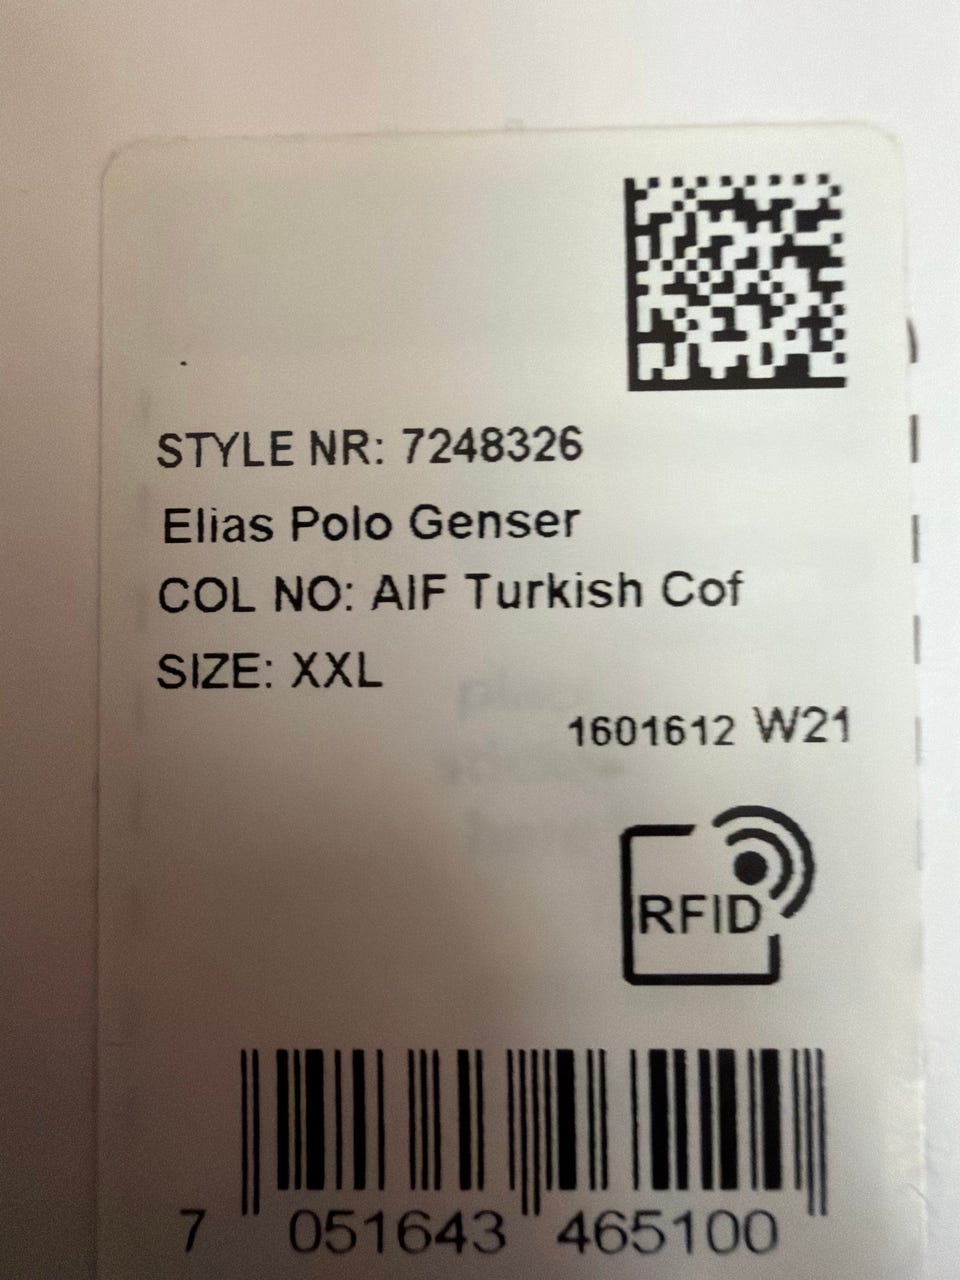 STYLE NR: 7248326
Elias Polo Genser
COL NO: AIF Turkish Cof
SIZE: XXL
1601612 W21
RFID
7 051643 465100